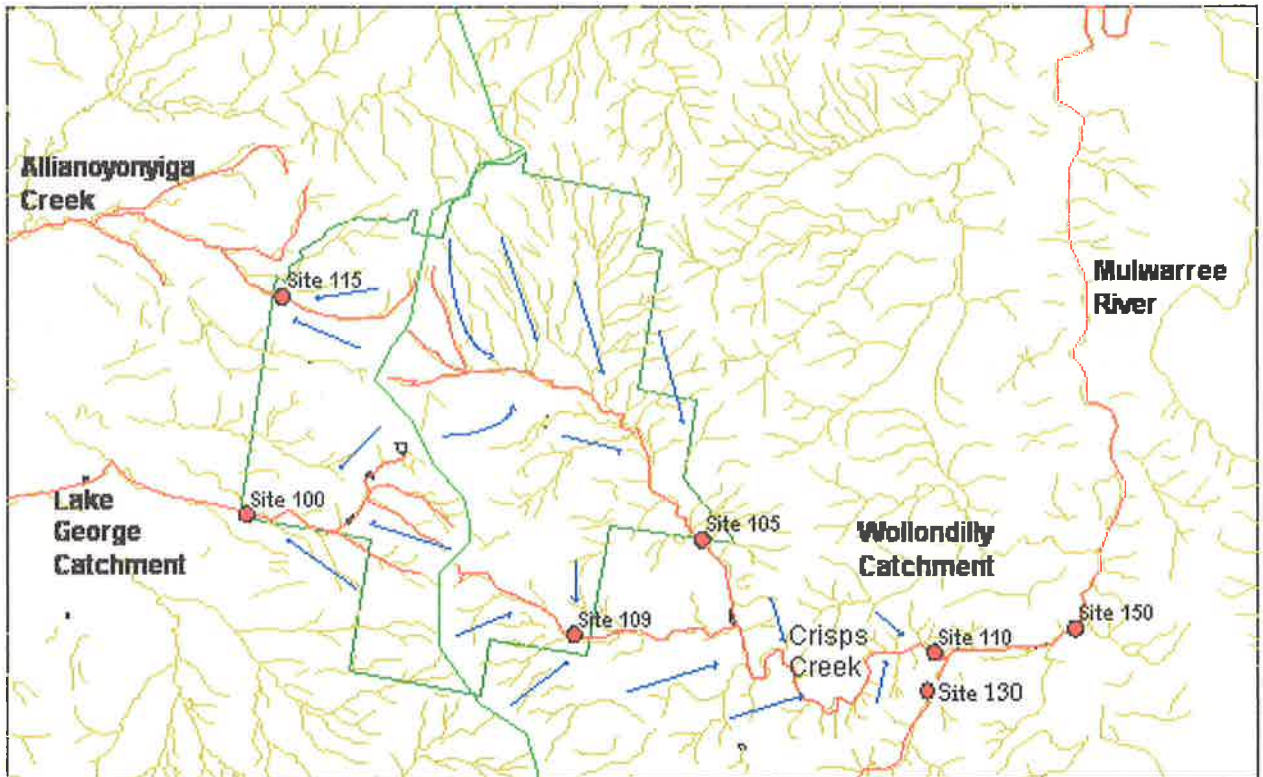 Allianoyonyiga
Creek
Site 115
Mulwarree
River
Site 100
Lake
George
Catchment
Site 105
Wollondilly
Catchment
Site 109
Crisps
Creek
Site 110
Site 150
Site 130